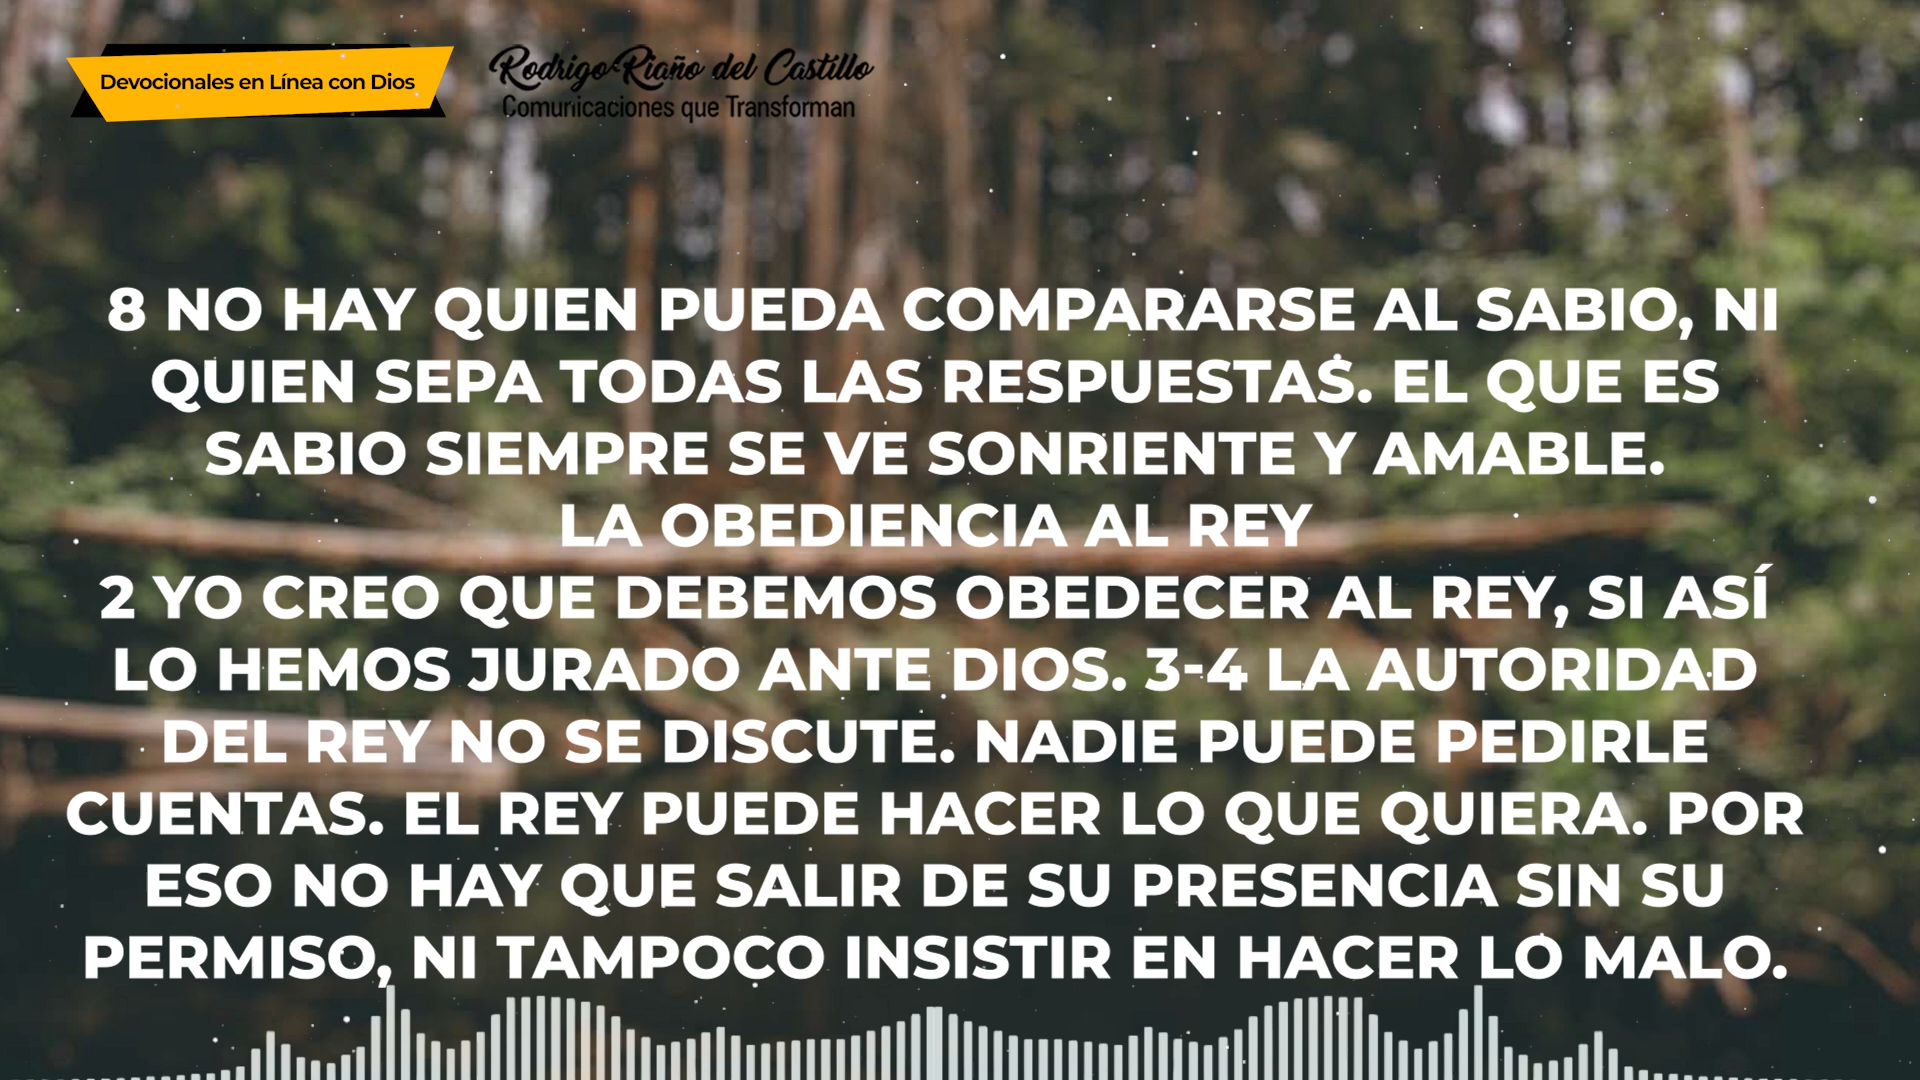 Devocionales en Línea con Dios
Rodrigo Riaño del Castillo
Comunicaciones que Transforman
8 NO HAY QUIEN PUEDA COMPARARSE AL SABIO, NI
QUIEN SEPA TODAS LAS RESPUESTAS. EL QUE ES
SABIO SIEMPRE SE VE SONRIENTE Y AMABLE.
LA OBEDIENCIA AL REY
2 YO CREO QUE DEBEMOS OBEDECER AL REY, SI ASÍ
LO HEMOS JURADO ANTE DIOS. 3-4 LA AUTORIDAD
DEL REY NO SE DISCUTE. NADIE PUEDE PEDIRLE
CUENTAS. EL REY PUEDE HACER LO QUE QUIERA. POR
ESO NO HAY QUE SALIR DE SU PRESENCIA SIN SU
PERMISO, NI TAMPOCO INSISTIR EN HACER LO MALO.